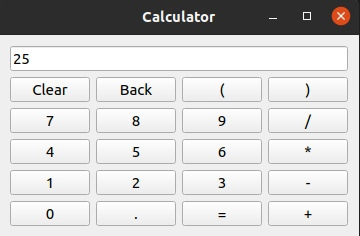 Calculator
25
Clear Back ( )
7 8 9 /
4 5 6 *
1 2 3 -
0 . = +